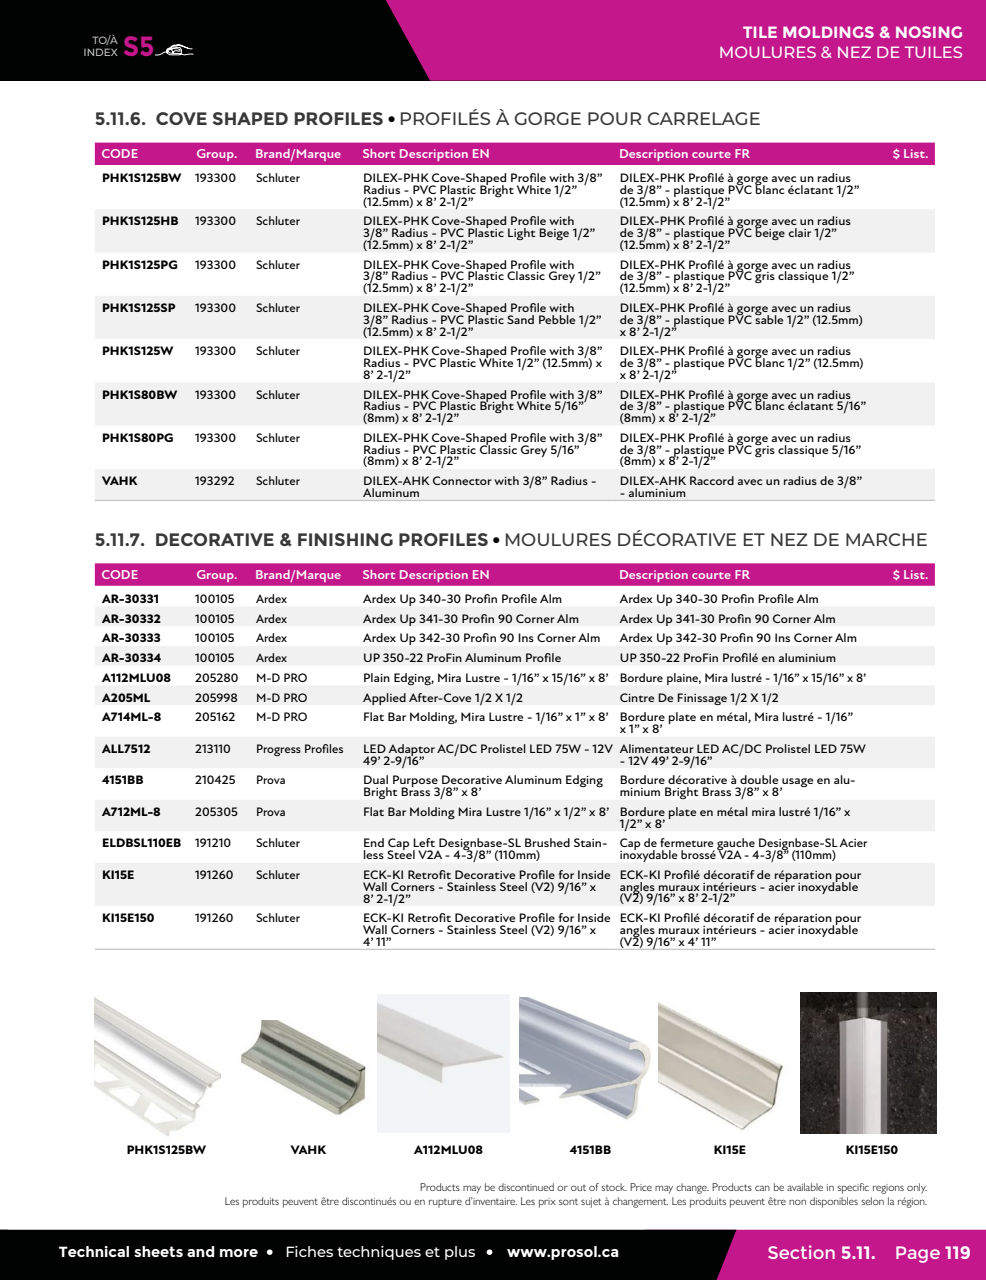 TO/À
INDEX S5
TILE MOLDINGS & NOSING
MOULURES & NEZ DE TUILES
5.11.6. COVE SHAPED PROFILES • PROFILÉS À GORGE POUR CARRELAGE
CODE Group. Brand/Marque Short Description EN Description courte FR $ List.
PHK1S125BW 193300 Schluter DILEX-PHK Cove-Shaped Profile with 3/8” DILEX-PHK Profilé à gorge avec un radius
Radius - PVC Plastic Bright White 1/2” de 3/8” - plastique PVC blanc éclatant 1/2”
(12.5mm) x 8’ 2-1/2” (12.5mm) x 8’ 2-1/2”
PHK1S125HB 193300 Schluter DILEX-PHK Cove-Shaped Profile with DILEX-PHK Profilé à gorge avec un radius
3/8” Radius - PVC Plastic Light Beige 1/2” de 3/8” - plastique PVC beige clair 1/2”
(12.5mm) x 8’ 2-1/2” (12.5mm) x 8’ 2-1/2”
PHK1S125PG 193300 Schluter DILEX-PHK Cove-Shaped Profile with DILEX-PHK Profilé à gorge avec un radius
3/8” Radius - PVC Plastic Classic Grey 1/2” de 3/8” - plastique PVC gris classique 1/2”
(12.5mm) x 8’ 2-1/2” (12.5mm) x 8’ 2-1/2”
PHK1S125SP 193300 Schluter DILEX-PHK Cove-Shaped Profile with DILEX-PHK Profilé à gorge avec un radius
3/8” Radius - PVC Plastic Sand Pebble 1/2” de 3/8” - plastique PVC sable 1/2” (12.5mm)
(12.5mm) x 8’ 2-1/2” x 8’ 2-1/2”
PHK1S125W 193300 Schluter DILEX-PHK Cove-Shaped Profile with 3/8” DILEX-PHK Profilé à gorge avec un radius
Radius - PVC Plastic White 1/2” (12.5mm) x de 3/8” - plastique PVC blanc 1/2” (12.5mm)
8’ 2-1/2” x 8’ 2-1/2”
PHK1S80BW 193300 Schluter DILEX-PHK Cove-Shaped Profile with 3/8” DILEX-PHK Profilé à gorge avec un radius
Radius - PVC Plastic Bright White 5/16” de 3/8” - plastique PVC blanc éclatant 5/16”
(8mm) x 8’ 2-1/2” (8mm) x 8’ 2-1/2”
PHK1S80PG 193300 Schluter DILEX-PHK Cove-Shaped Profile with 3/8” DILEX-PHK Profilé à gorge avec un radius
Radius - PVC Plastic Classic Grey 5/16” de 3/8” - plastique PVC gris classique 5/16”
(8mm) x 8’ 2-1/2” (8mm) x 8’ 2-1/2”
VAHK 193292 Schluter DILEX-AHK Connector with 3/8” Radius - DILEX-AHK Raccord avec un radius de 3/8”
Aluminum - aluminium
5.11.7. DECORATIVE & FINISHING PROFILES • MOULURES DÉCORATIVE ET NEZ DE MARCHE
CODE Group. Brand/Marque Short Description EN Description courte FR $ List.
AR-30331 100105 Ardex Ardex Up 340-30 Profin Profile Alm Ardex Up 340-30 Profin Profile Alm
AR-30332 100105 Ardex Ardex Up 341-30 Profin 90 Corner Alm Ardex Up 341-30 Profin 90 Corner Alm
AR-30333 100105 Ardex Ardex Up 342-30 Profin 90 Ins Corner Alm Ardex Up 342-30 Profin 90 Ins Corner Alm
AR-30334 100105 Ardex UP 350-22 ProFin Aluminum Profile UP 350-22 ProFin Profilé en aluminium
A112MLU08 205280 M-D PRO Plain Edging, Mira Lustre - 1/16” x 15/16” x 8’ Bordure plaine, Mira lustré - 1/16” x 15/16” x 8’
A205ML 205998 M-D PRO Applied After-Cove 1/2 X 1/2 Cintre De Finissage 1/2 X 1/2
A714ML-8 205162 M-D PRO Flat Bar Molding, Mira Lustre - 1/16” x 1” x 8’ Bordure plate en métal, Mira lustré - 1/16”
x 1” x 8’
ALL7512 213110 Progress Profiles LED Adaptor AC/DC Prolistel LED 75W - 12V Alimentateur LED AC/DC Prolistel LED 75W
49’ 2-9/16” - 12V 49’ 2-9/16”
4151BB 210425 Prova Dual Purpose Decorative Aluminum Edging Bordure décorative à double usage en alu-
Bright Brass 3/8” x 8’ minium Bright Brass 3/8” x 8’
A712ML-8 205305 Prova Flat Bar Molding Mira Lustre 1/16” x 1/2” x 8’ Bordure plate en métal mira lustré 1/16” x
1/2” x 8’
ELDBSL110EB 191210 Schluter End Cap Left Designbase-SL Brushed Stain- Cap de fermeture gauche Designbase-SL Acier
less Steel V2A - 4-3/8” (110mm) inoxydable brossé V2A - 4-3/8” (110mm)
KI15E 191260 Schluter ECK-KI Retrofit Decorative Profile for Inside ECK-KI Profilé décoratif de réparation pour
Wall Corners - Stainless Steel (V2) 9/16” x angles muraux intérieurs - acier inoxydable
8’ 2-1/2” (V2) 9/16” x 8’ 2-1/2”
KI15E150 191260 Schluter ECK-KI Retrofit Decorative Profile for Inside ECK-KI Profilé décoratif de réparation pour
Wall Corners - Stainless Steel (V2) 9/16” x angles muraux intérieurs - acier inoxydable
4’ 11” (V2) 9/16” x 4’ 11”
PHK1S125BW VAHK A112MLU08 4151BB KI15E KI15E150
Products may be discontinued or out of stock. Price may change. Products can be available in specific regions only.
Les produits peuvent être discontinués ou en rupture d’inventaire. Les prix sont sujet à changement. Les produits peuvent être non disponibles selon la région.
Technical sheets and more • Fiches techniques et plus • www.prosol.ca
Section 5.11. Page 119